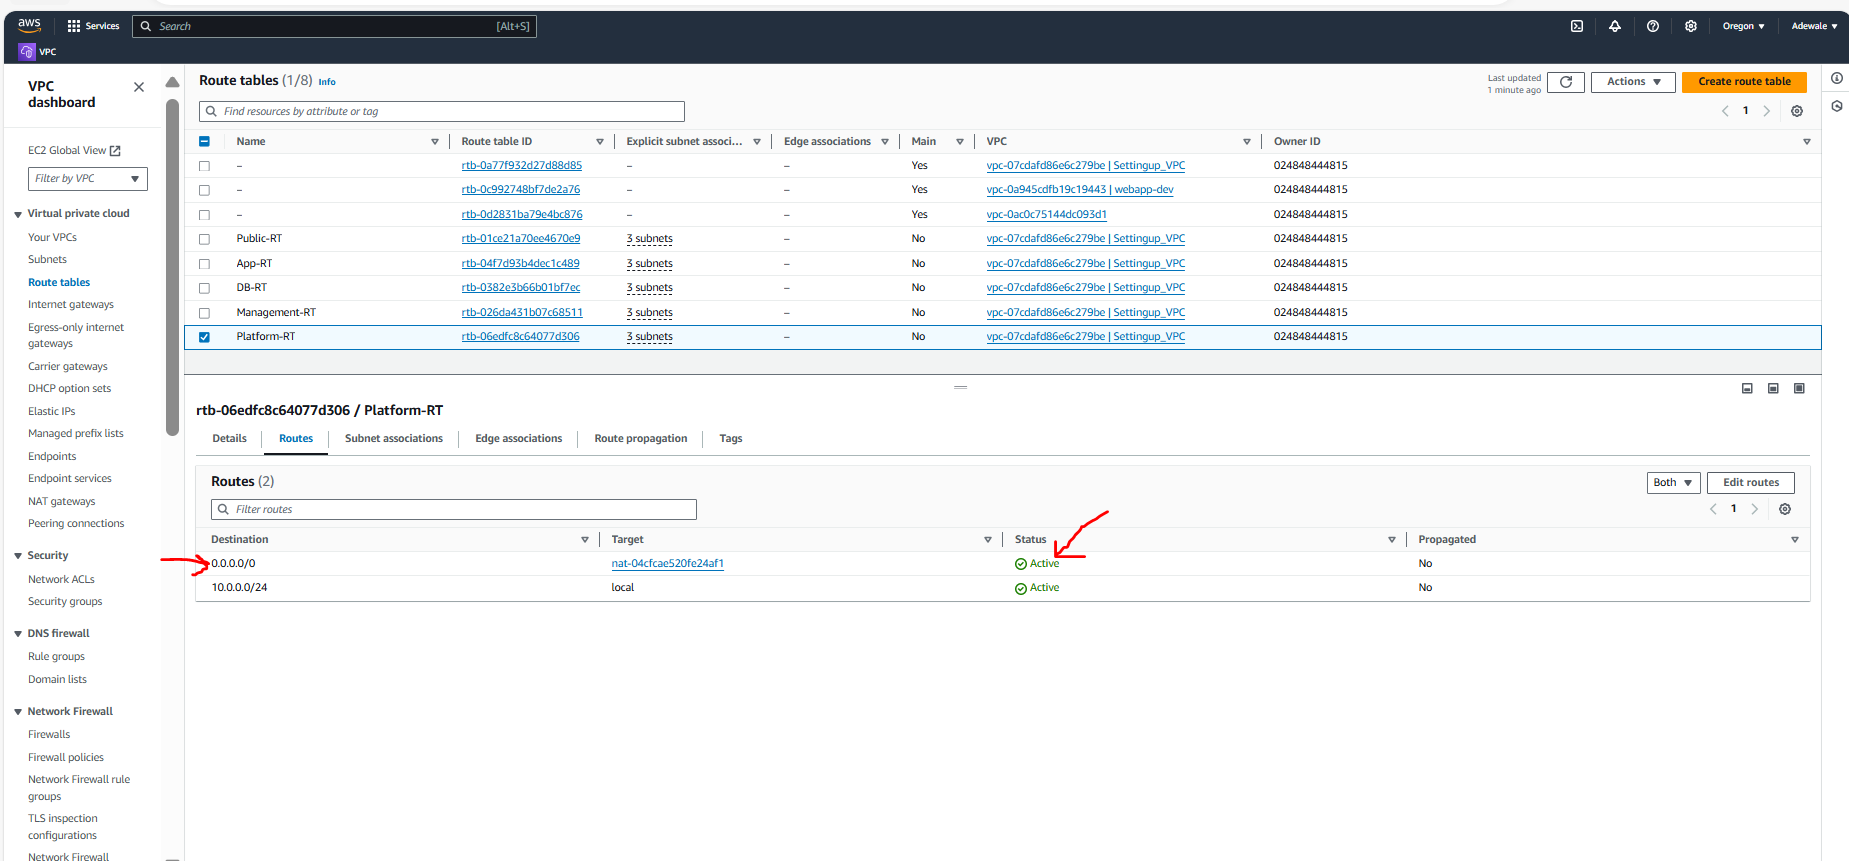 aws Services Search [Alt+S] Oregon Adewale
VPC
VPC dashboard
EC2 Global View
Filter by VPC
Virtual private cloud
Your VPCs
Subnets
Route tables
Internet gateways
Egress-only internet gateways
Carrier gateways
DHCP option sets
Elastic IPs
Managed prefix lists
Endpoints
Endpoint services
NAT gateways
Peering connections
Security
Network ACLs
Security groups
DNS firewall
Rule groups
Domain lists
Network Firewall
Firewalls
Firewall policies
Network Firewall rule groups
TLS inspection configurations
Network Firewall
Route tables (1/8) Info
Last updated 1 minute ago
Actions
Create route table
Find resources by attribute or tag
1
Name Route table ID Explicit subnet associ... Edge associations Main VPC Owner ID
– rtb-0a77f932d27d88d85 – – Yes vpc-07cdafd86e6c279be | Settingup_VPC 024848444815
– rtb-0c992748bf7de2a76 – – Yes vpc-0a945cdfb19c19443 | webapp-dev 024848444815
– rtb-0d2831ba79e4bc876 – – Yes vpc-0ac0c75144dc093d1 024848444815
Public-RT rtb-01ce21a70ee4670e9 3 subnets – No vpc-07cdafd86e6c279be | Settingup_VPC 024848444815
App-RT rtb-04f7d93b4dec1c489 3 subnets – No vpc-07cdafd86e6c279be | Settingup_VPC 024848444815
DB-RT rtb-0382e3b66b01bf7ec 3 subnets – No vpc-07cdafd86e6c279be | Settingup_VPC 024848444815
Management-RT rtb-026da431b07c68511 3 subnets – No vpc-07cdafd86e6c279be | Settingup_VPC 024848444815
Platform-RT rtb-06edfc8c64077d306 3 subnets – No vpc-07cdafd86e6c279be | Settingup_VPC 024848444815
rtb-06edfc8c64077d306 / Platform-RT
Details Routes Subnet associations Edge associations Route propagation Tags
Routes (2)
Both
Edit routes
Filter routes
1
Destination Target Status Propagated
0.0.0.0/0 nat-04cfcae520fe24af1 Active No
10.0.0.0/24 local Active No